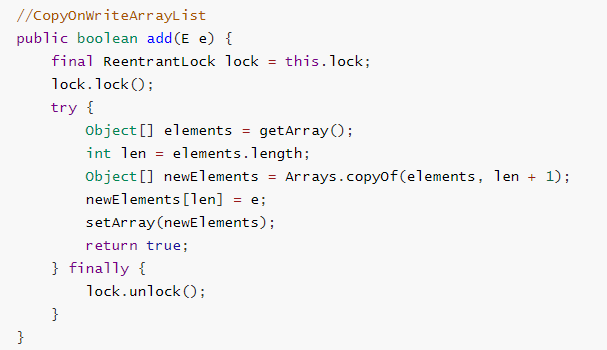 //CopyOnWriteArrayList
public boolean add(E e) {
    final ReentrantLock lock = this.lock;
    lock.lock();
    try {
        Object[] elements = getArray();
        int len = elements.length;
        Object[] newElements = Arrays.copyOf(elements, len + 1);
        newElements[len] = e;
        setArray(newElements);
        return true;
    } finally {
        lock.unlock();
    }
}